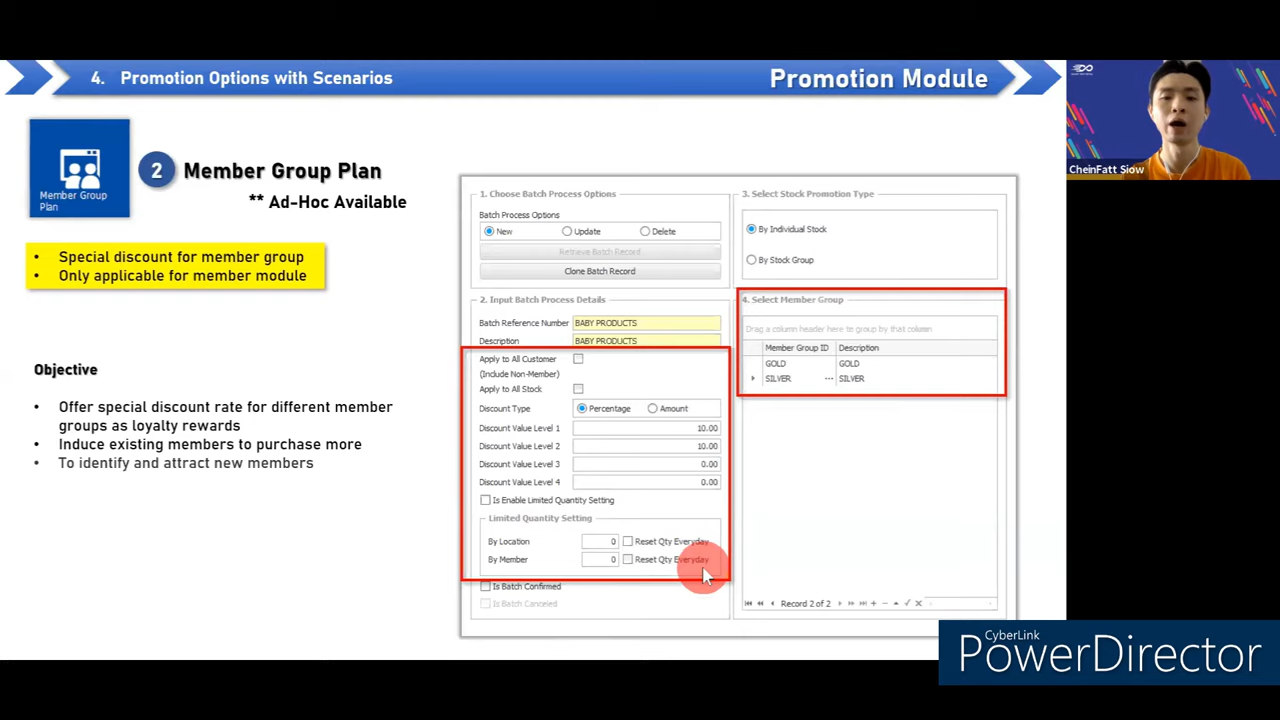 4. Promotion Options with Scenarios
Promotion Module
CheinFatt Siow
Member Group
Plan
2 Member Group Plan
** Ad-Hoc Available
• Special discount for member group
• Only applicable for member module
Objective
• Offer special discount rate for different member
groups as loyalty rewards
• Induce existing members to purchase more
• To identify and attract new members
1. Choose Batch Process Options
Batch Process Options
New Update Delete
Retrieve Batch Record
Clone Batch Record
2. Input Batch Process Details
Batch Reference Number BABY PRODUCTS
Description BABY PRODUCTS
Apply to All Customer
(Include Non-Member)
Apply to All Stock
Discount Type Percentage Amount
Discount Value Level 1 10.00
Discount Value Level 2 10.00
Discount Value Level 3 0.00
Discount Value Level 4 0.00
Is Enable Limited Quantity Setting
Limited Quantity Setting
By Location 0 Reset Qty Everyday
By Member 0 Reset Qty Everyday
Is Batch Confirmed
Is Batch Canceled
3. Select Stock Promotion Type
By Individual Stock
By Stock Group
4. Select Member Group
Drag a column header here to group by that column
Member Group ID Description
GOLD GOLD
SILVER ... SILVER
Record 2 of 2
CyberLink
PowerDirector